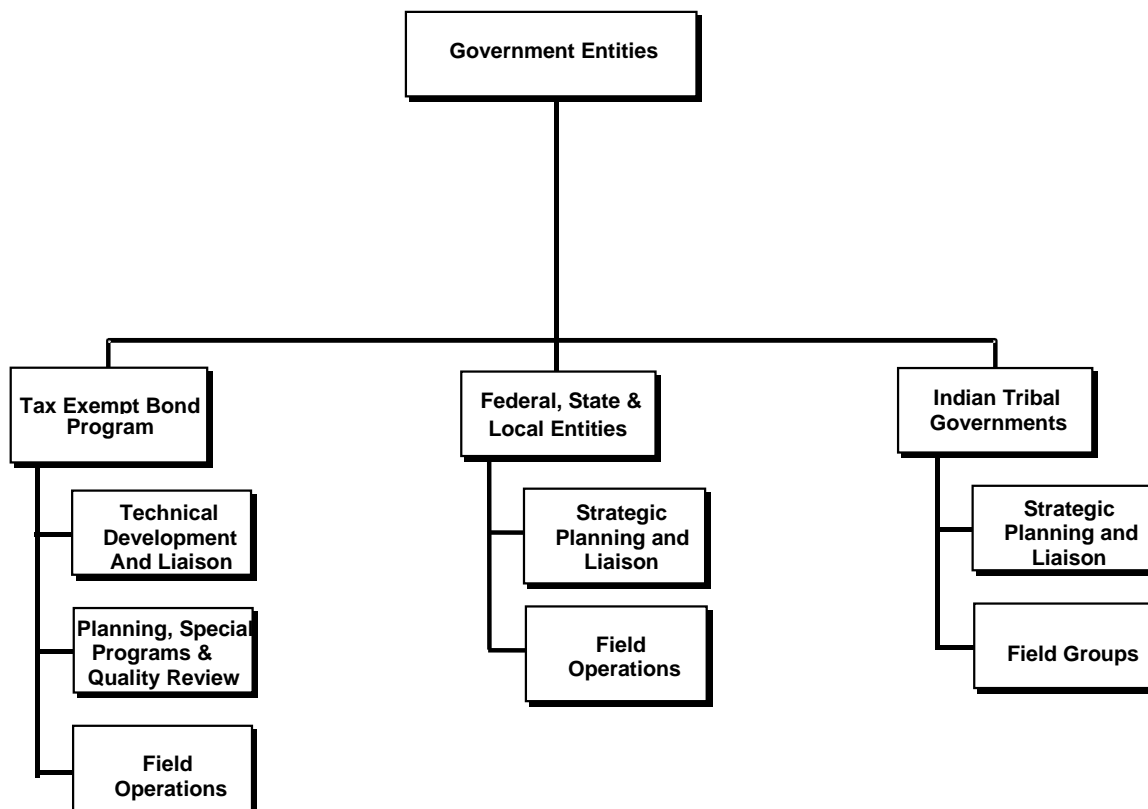 Government Entities
Tax Exempt Bond
Program
Technical
Development
And Liaison
Planning, Special
Programs &
Quality Review
Field
Operations
Federal, State &
Local Entities
Strategic
Planning and
Liaison
Field
Operations
Indian Tribal
Governments
Strategic
Planning and
Liaison
Field Groups